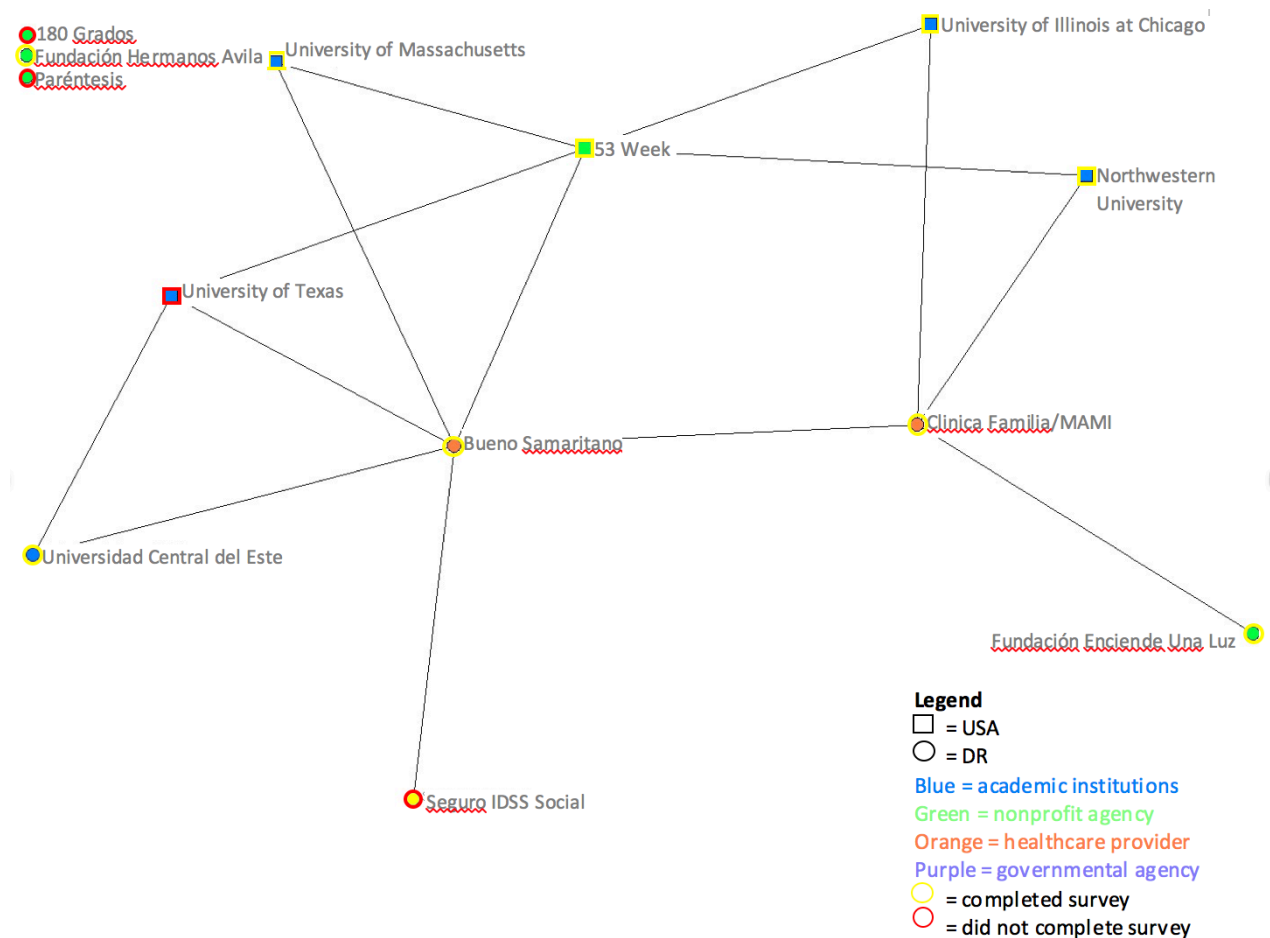 180 Grados
Fundación Hermanos Avila
Paréntesis
University of Massachusetts
University of Illinois at Chicago
53 Week
Northwestern
University
University of Texas
Clinica Familia/MAMI
Bueno Samaritano
Universidad Central del Este
Fundación Enciende Una Luz
Seguro IDSS Social
Legend
= USA
= DR
Blue = academic institutions
Green = nonprofit agency
Orange = healthcare provider
Purple = governmental agency
= completed survey
= did not complete survey